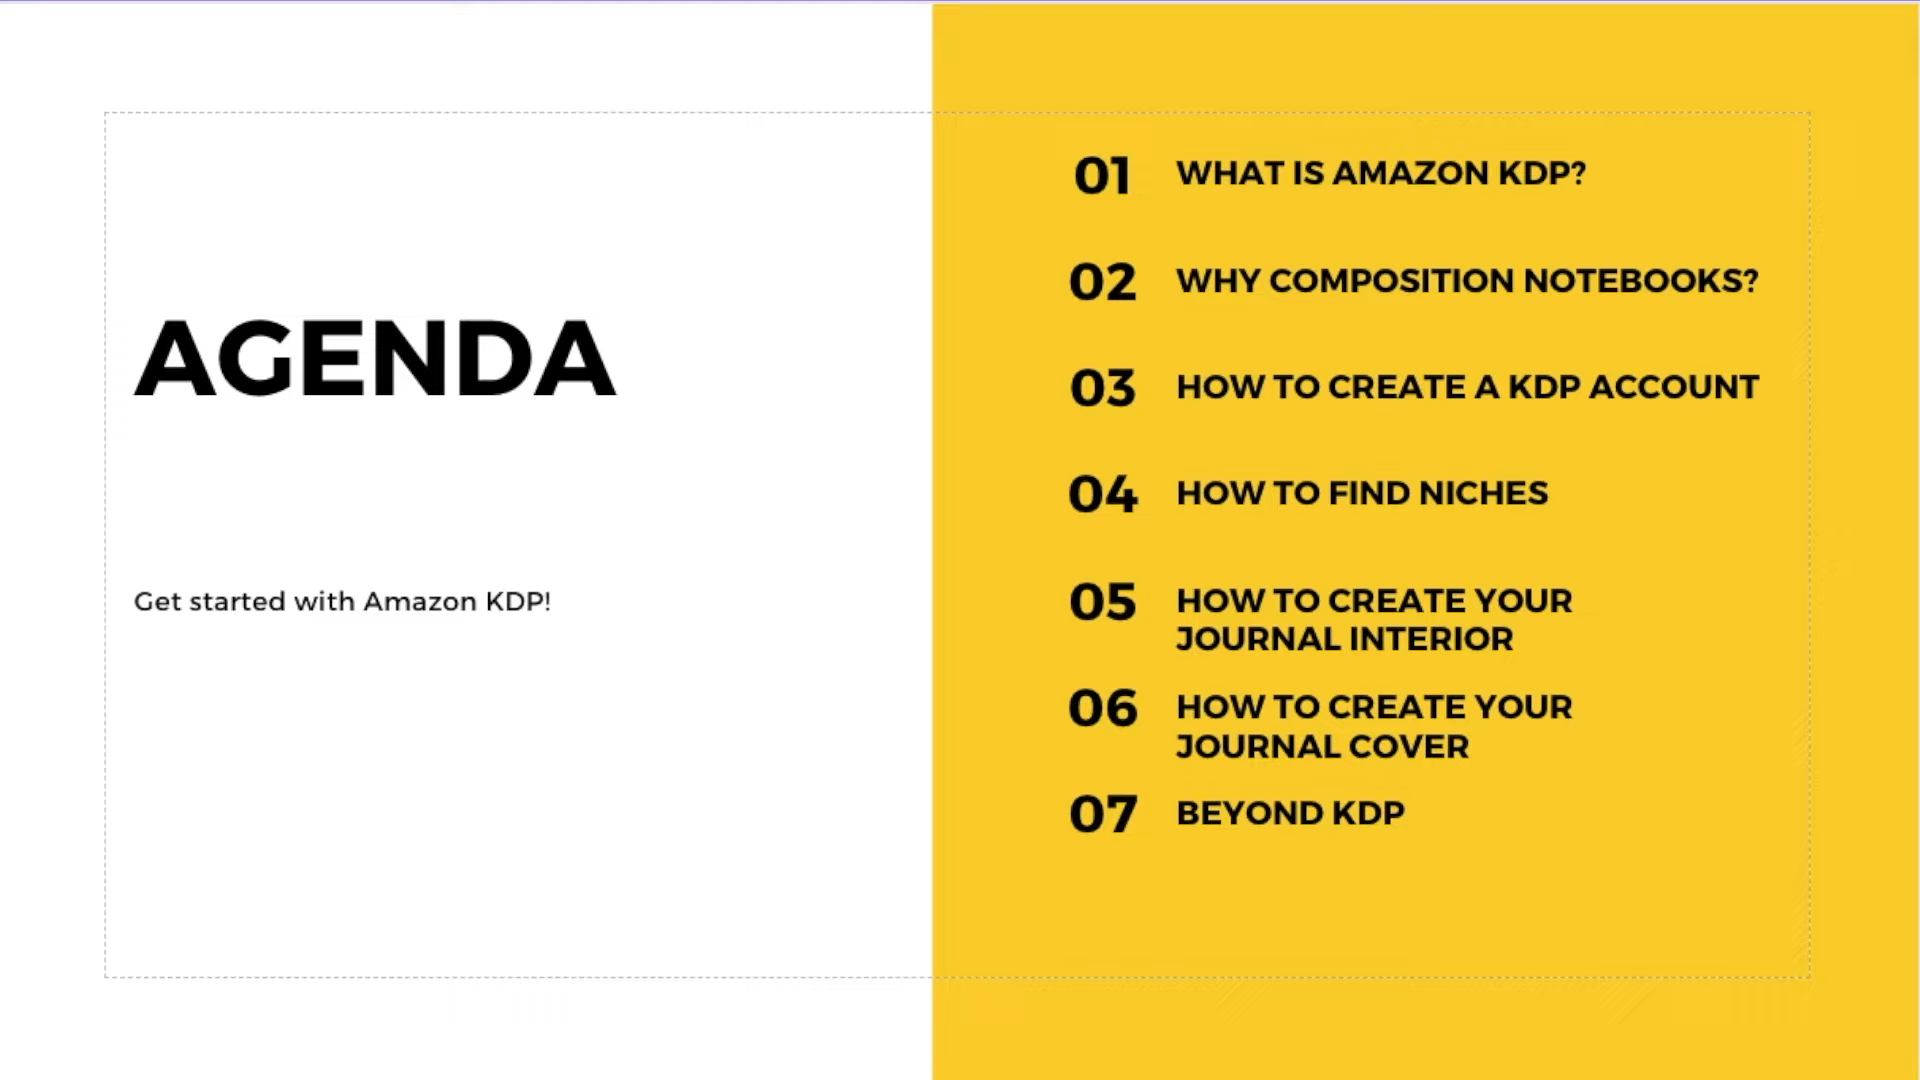 AGENDA
Get started with Amazon KDP!
01 WHAT IS AMAZON KDP?
02 WHY COMPOSITION NOTEBOOKS?
03 HOW TO CREATE A KDP ACCOUNT
04 HOW TO FIND NICHES
05 HOW TO CREATE YOUR
JOURNAL INTERIOR
06 HOW TO CREATE YOUR
JOURNAL COVER
07 BEYOND KDP